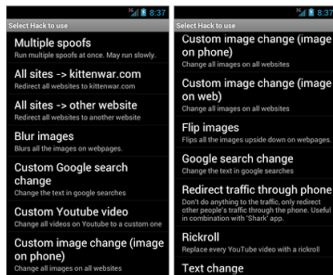 8:37
Select Hack to use
Multiple spoofs
Run multiple spoofs at once. May run slowly.
All sites -> kittenwar.com
Redirect all websites to kittenwar.com
All sites -> other website
Redirect all websites to another website
Blur images
Blurs all the images on webpages.
Custom Google search
change
Change the text in google searches
Custom Youtube video
Change all videos on Youtube to a custom one
Custom image change (image
on phone)
Change all images on all websites
8:37
Select Hack to use
Custom image change (image
on phone)
Change all images on all websites
Custom image change (image
on web)
Change all images on all websites
Flip images
Flips all the images upside down on webpages.
Google search change
Change the text in google searches
Redirect traffic through phone
Don't do anything to the traffic, only redirect
other people's traffic through the phone. Useful
in combination with 'Shark' app.
Rickroll
Replace every YouTube video with a rickroll
Text change